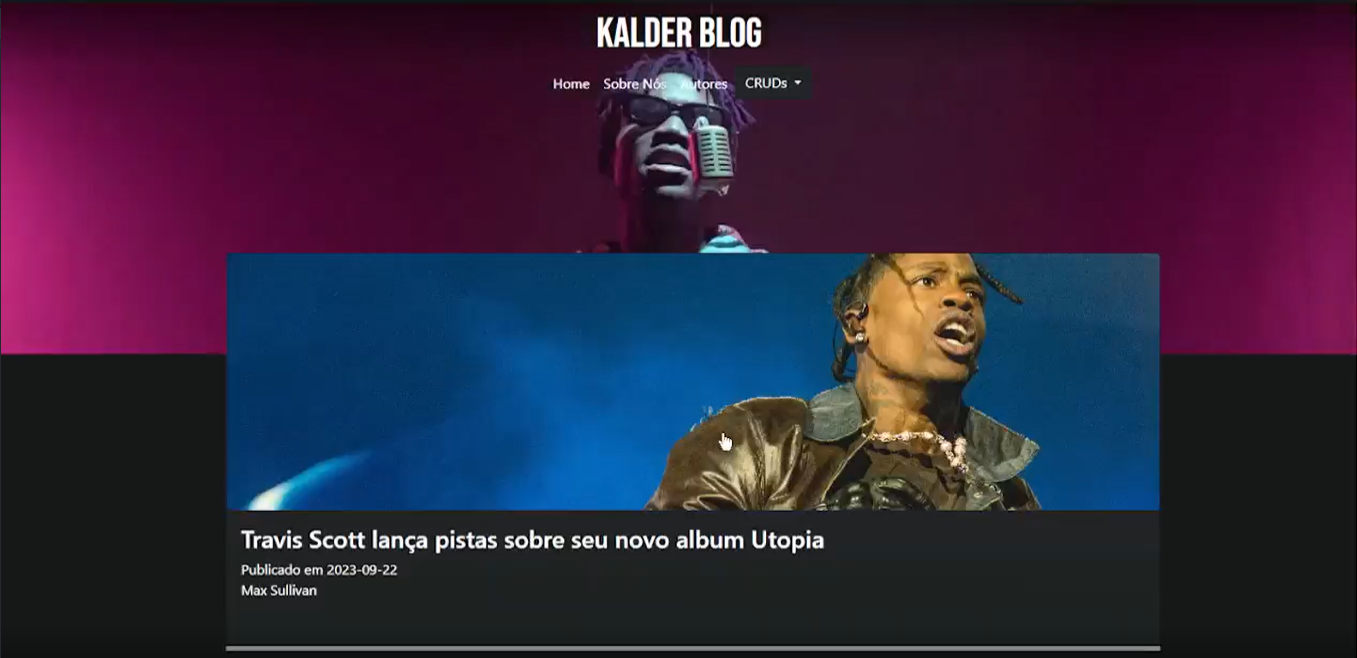 KALDER BLOG
Home Sobre Nós Autores CRUDs
Travis Scott lança pistas sobre seu novo album Utopia
Publicado em 2023-09-22
Max Sullivan